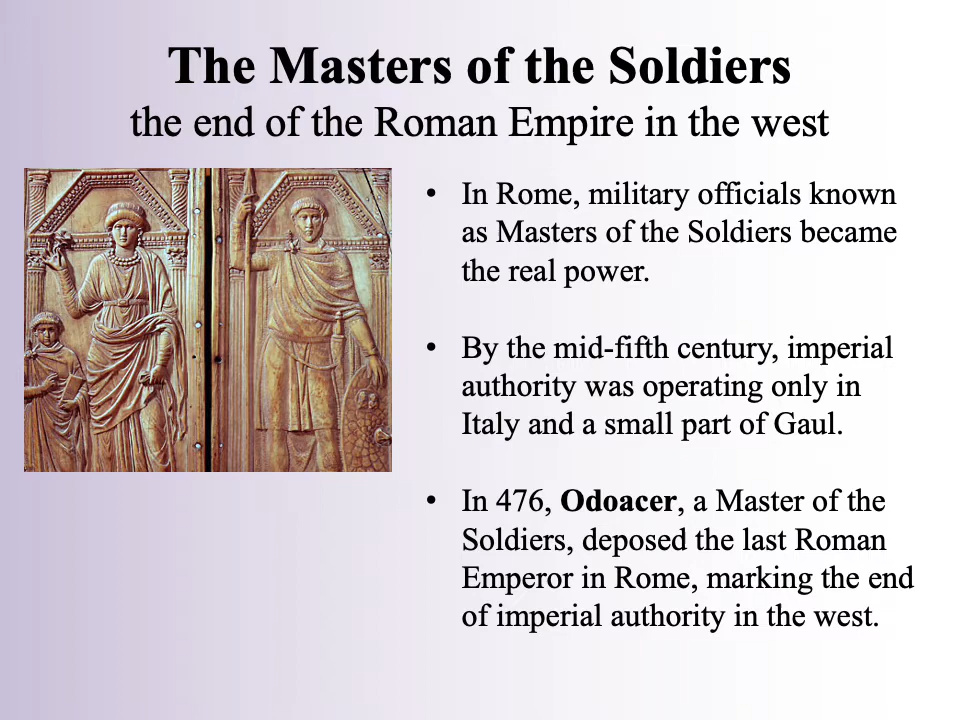 The Masters of the Soldiers
the end of the Roman Empire in the west
• In Rome, military officials known
as Masters of the Soldiers became
the real power.
• By the mid-fifth century, imperial
authority was operating only in
Italy and a small part of Gaul.
• In 476, Odoacer, a Master of the
Soldiers, deposed the last Roman
Emperor in Rome, marking the end
of imperial authority in the west.